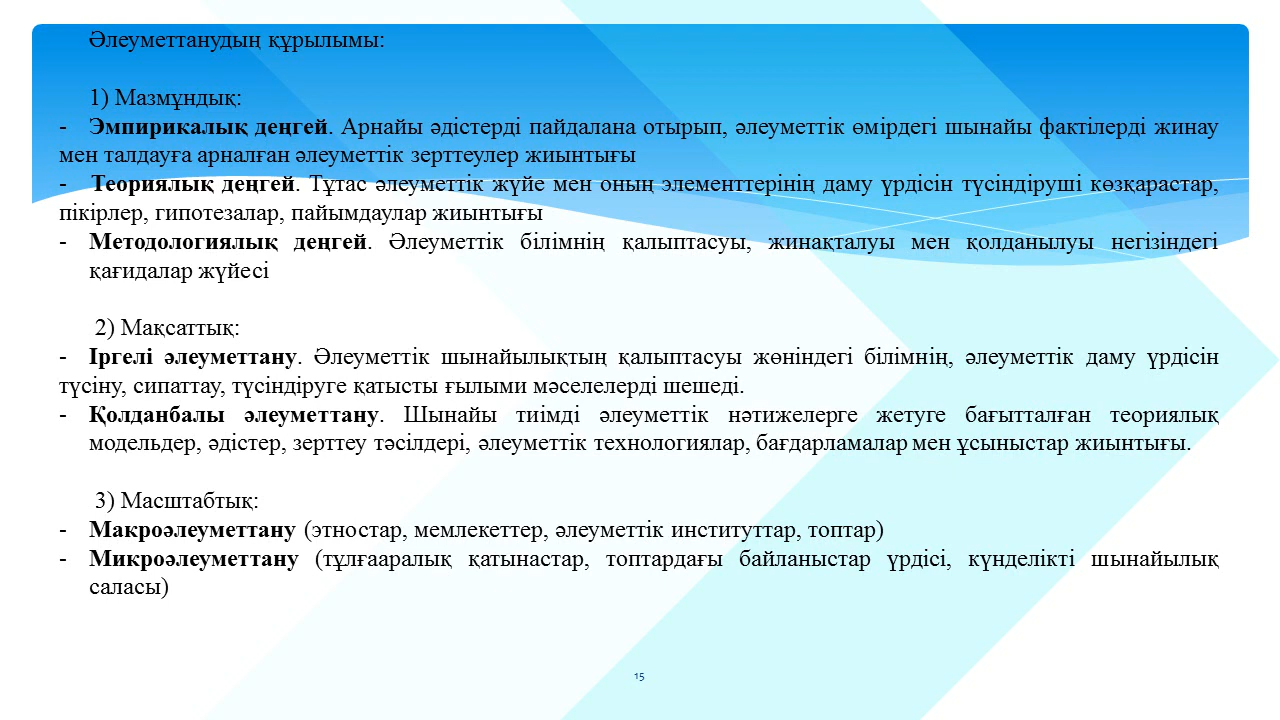 Әлеуметтанудың құрылымы:
1) Мазмұндық:
- Эмпирикалық деңгей. Арнайы әдістерді пайдалана отырып, әлеуметтік өмірдегі шынайы фактілерді жинау
мен талдауға арналған әлеуметтік зерттеулер жиынтығы
- Теориялық деңгей. Тұтас әлеуметтік жүйе мен оның элементтерінің даму үрдісін түсіндіруші көзқарастар,
пікірлер, гипотезалар, пайымдаулар жиынтығы
- Методологиялық деңгей. Әлеуметтік білімнің қалыптасуы, жинақталуы мен қолданылуы негізіндегі
қағидалар жүйесі
2) Мақсаттық:
- Іргелі әлеуметтану. Әлеуметтік шынайылықтың қалыптасуы жөніндегі білімнің, әлеуметтік даму үрдісін
түсіну, сипаттау, түсіндіруге қатысты ғылыми мәселелерді шешеді.
- Қолданбалы әлеуметтану. Шынайы тиімді әлеуметтік нәтижелерге жетуге бағытталған теориялық
модельдер, әдістер, зерттеу тәсілдері, әлеуметтік технологиялар, бағдарламалар мен ұсыныстар жиынтығы.
3) Масштабтық:
- Макроәлеуметтану (этностар, мемлекеттер, әлеуметтік институттар, топтар)
- Микроәлеуметтану (тұлғааралық қатынастар, топтардағы байланыстар үрдісі, күнделікті шынайылық
саласы)
15